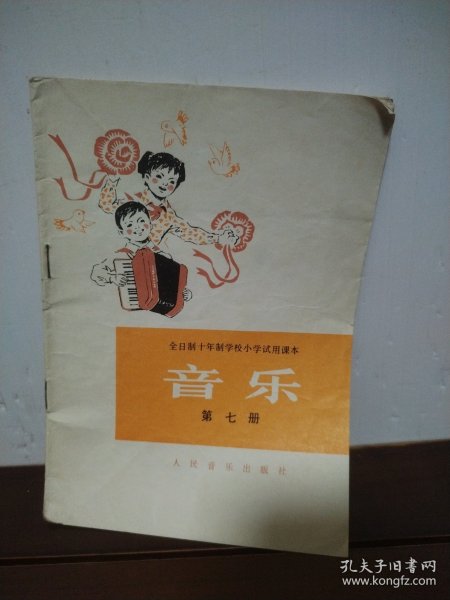 全日制十年制学校小学试用课本
音乐
第七册
人民音乐出版社
孔夫子旧书网
www.kongfz.com